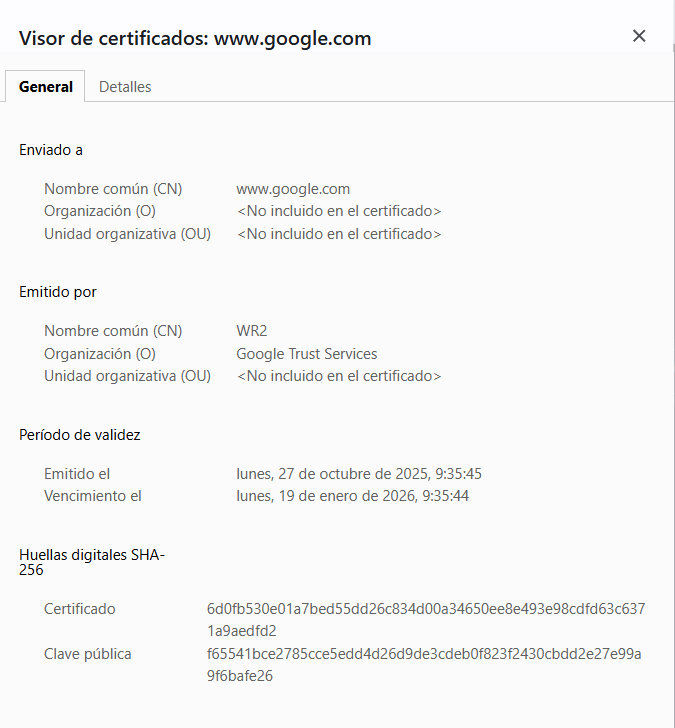 Visor de certificados: www.google.com
General Detalles
Enviado a
Nombre común (CN) www.google.com
Organización (O) <No incluido en el certificado>
Unidad organizativa (OU) <No incluido en el certificado>
Emitido por
Nombre común (CN) WR2
Organización (O) Google Trust Services
Unidad organizativa (OU) <No incluido en el certificado>
Período de validez
Emitido el lunes, 27 de octubre de 2025, 9:35:45
Vencimiento el lunes, 19 de enero de 2026, 9:35:44
Huellas digitales SHA-
256
Certificado 6d0fb530e01a7bed55dd26c834d00a34650ee8e493e98cdfd63c637
1a9aedfd2
Clave pública f65541bce2785cce5edd4d26d9de3cdeb0f823f2430cbdd2e27e99a
9f6bafe26